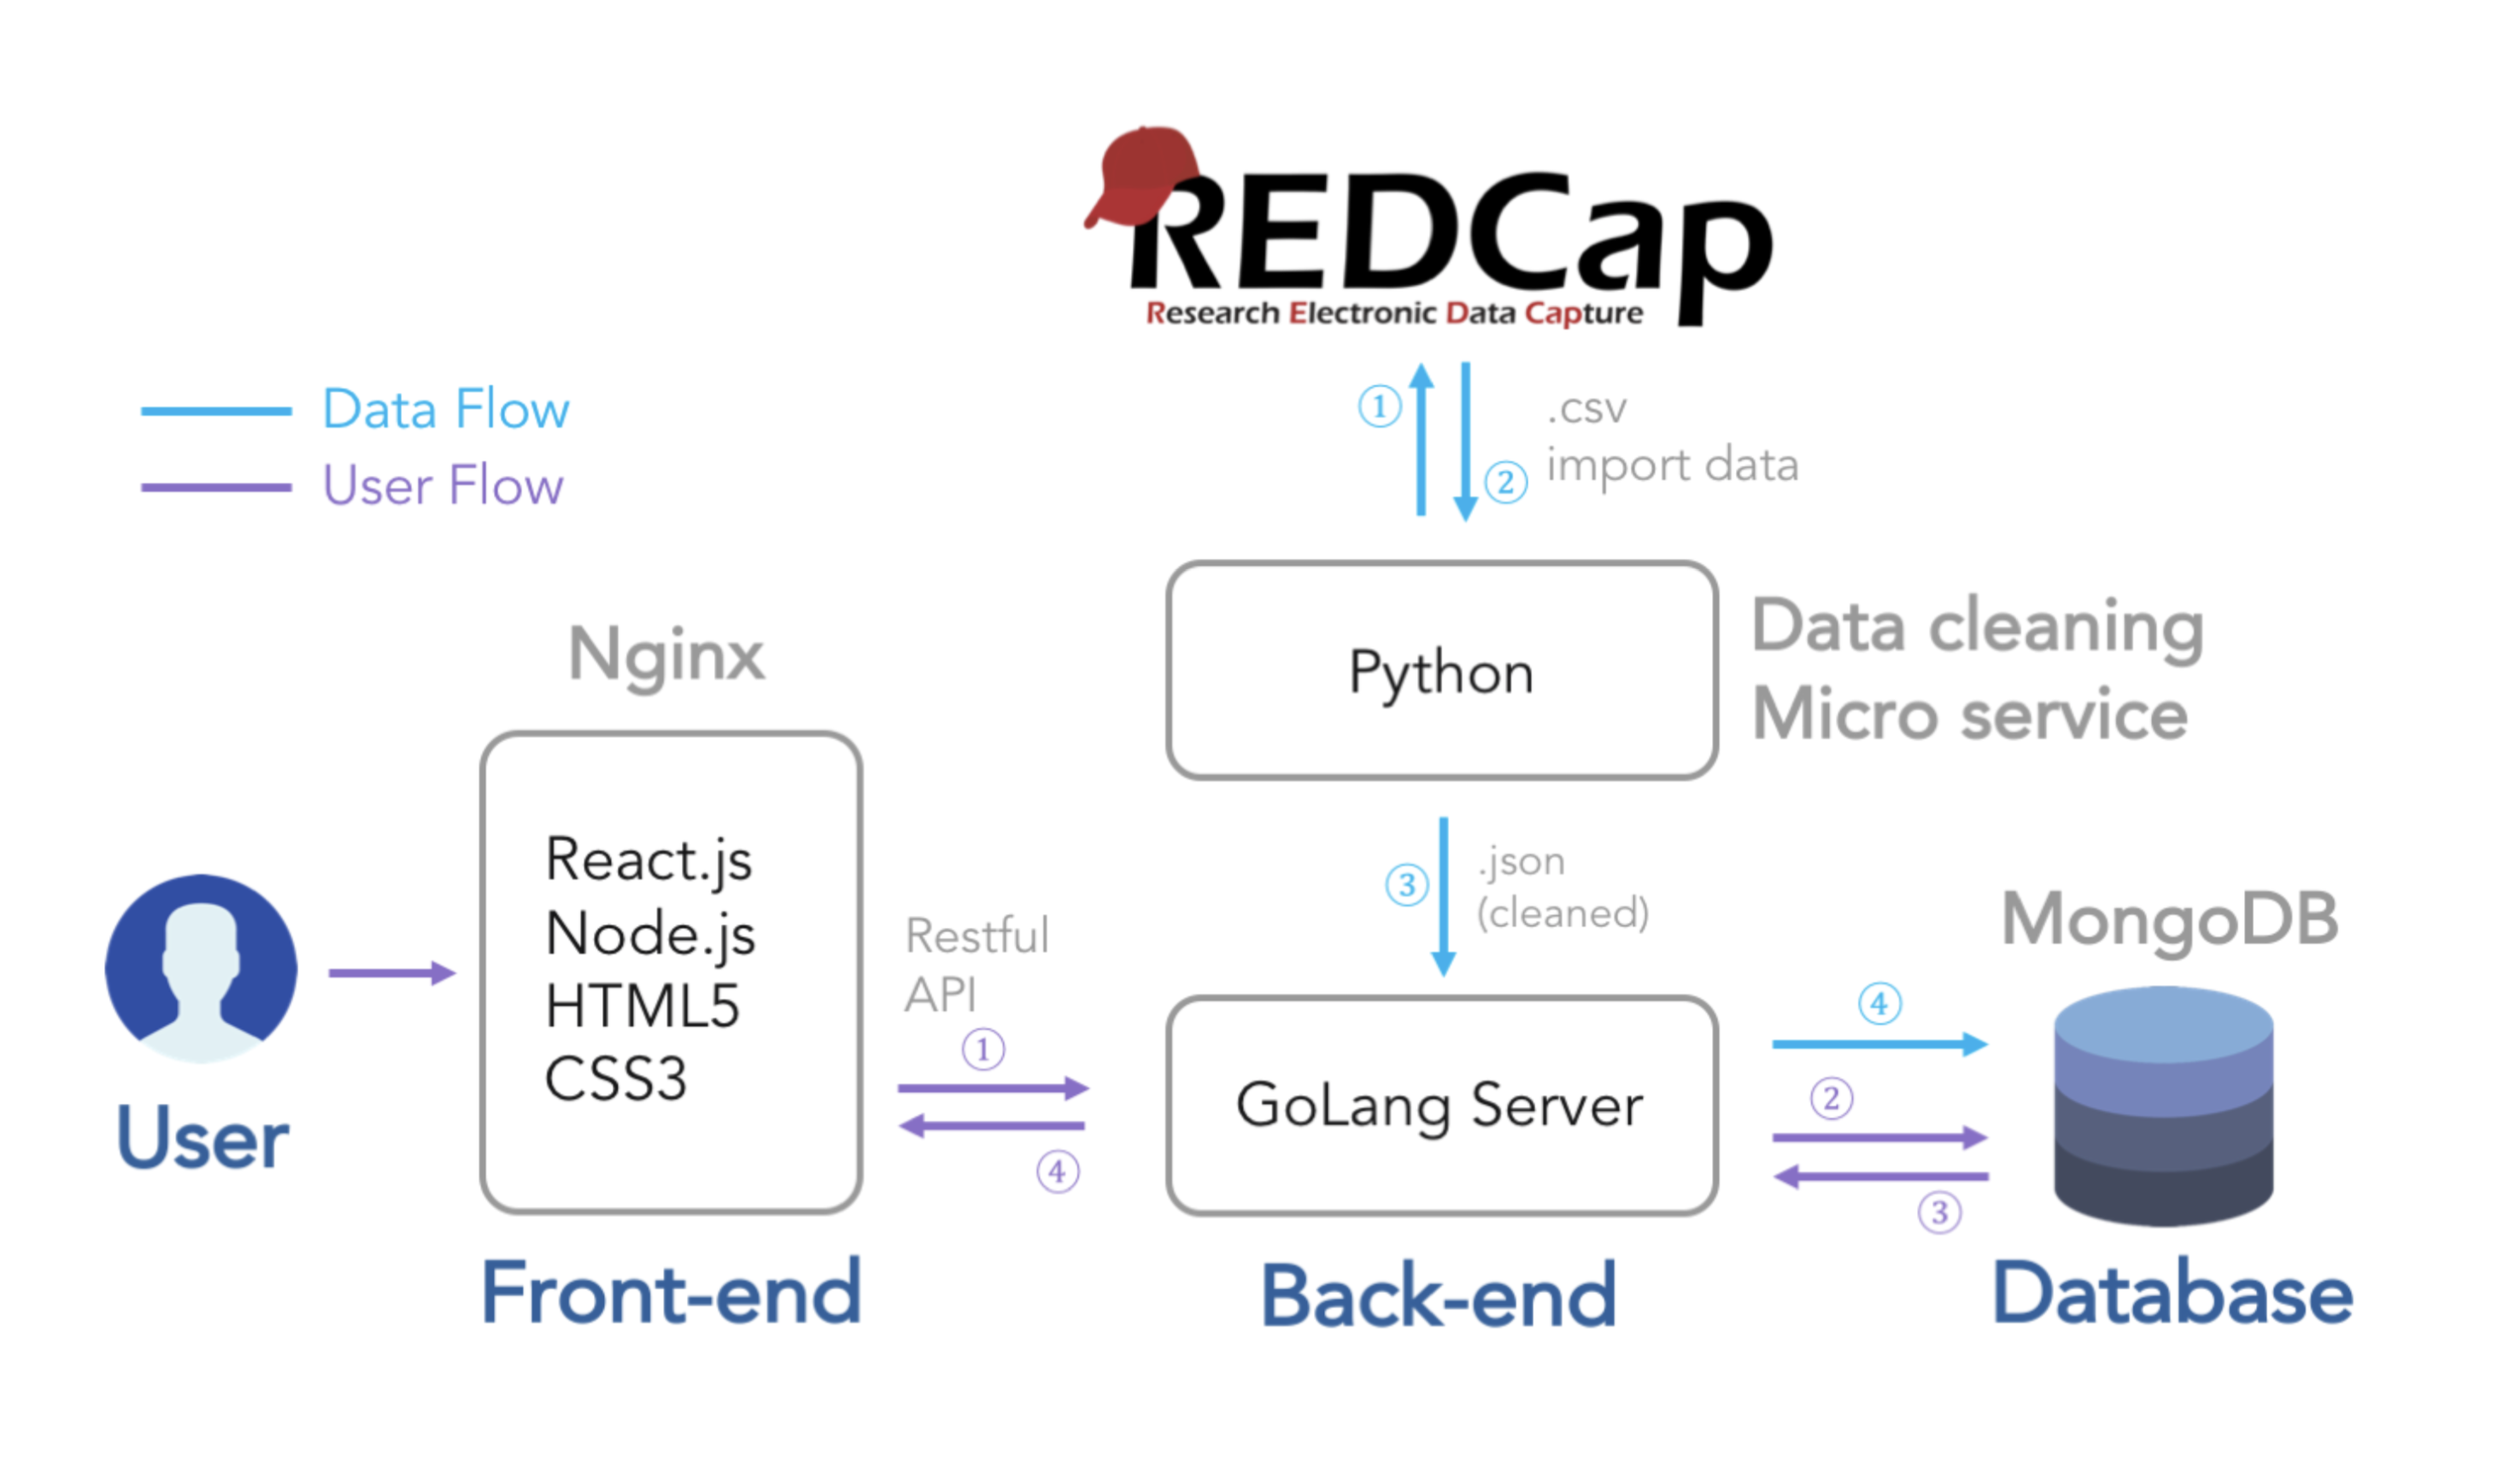 REDCap
Research Electronic Data Capture
Data Flow
User Flow
①
②
.csv
import data
Python
Data cleaning
Micro service
Nginx
React.js
Node.js
HTML5
CSS3
User
Front-end
Restful
API
①
④
③
.json
(cleaned)
GoLang Server
Back-end
MongoDB
④
②
③
Database